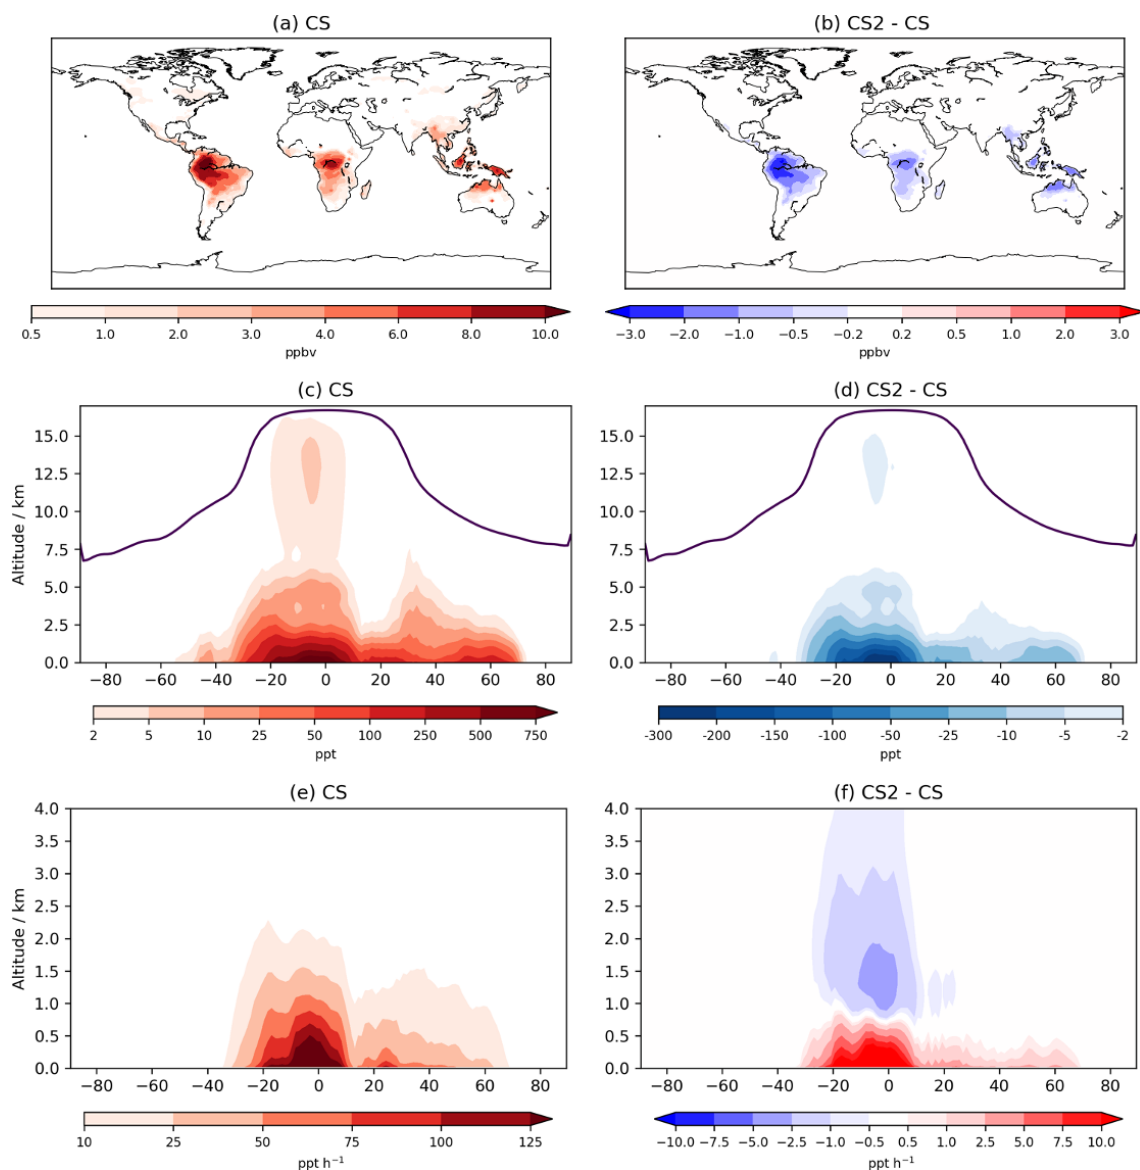 (a) CS
(b) CS2 - CS
0.5 1.0 2.0 3.0 4.0 6.0 8.0 10.0
ppbv
−3.0 −2.0 −1.0 −0.5 −0.2 0.2 0.5 1.0 2.0 3.0
ppbv
(c) CS
(d) CS2 - CS
Altitude / km
15.0
12.5
10.0
7.5
5.0
2.5
0.0
−80 −60 −40 −20 0 20 40 60 80
15.0
12.5
10.0
7.5
5.0
2.5
0.0
−80 −60 −40 −20 0 20 40 60 80
2 5 10 25 50 100 250 500 750
ppt
-300 -200 -150 -100 -50 -25 -10 -5 -2
ppt
(e) CS
(f) CS2 - CS
Altitude / km
4.0
3.5
3.0
2.5
2.0
1.5
1.0
0.5
0.0
−80 −60 −40 −20 0 20 40 60 80
4.0
3.5
3.0
2.5
2.0
1.5
1.0
0.5
0.0
−80 −60 −40 −20 0 20 40 60 80
10 25 50 75 100 125
ppt h⁻¹
−10.0 −7.5 −5.0 −2.5 −1.0 −0.5 0.5 1.0 2.5 5.0 7.5 10.0
ppt h⁻¹